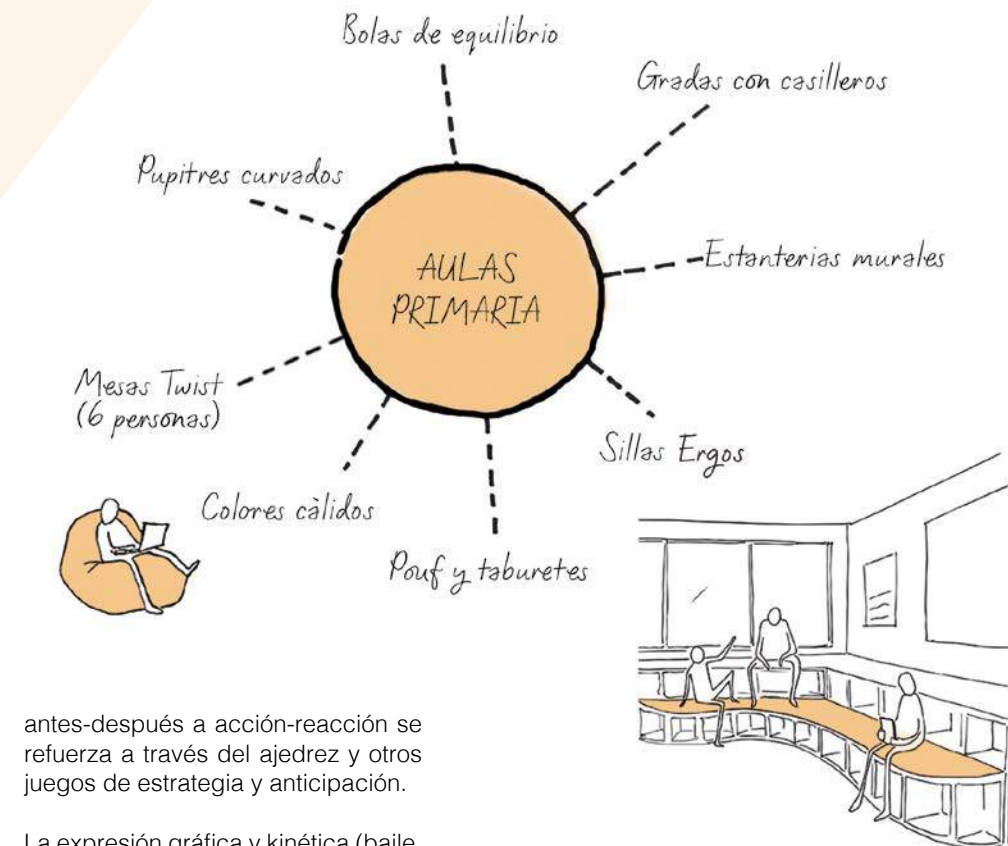 Bolas de equilibrio
Gradas con casilleros
Pupitres curvados
Estanterias murales
AULAS
PRIMARIA
Mesas Twist
(6 personas)
Sillas Ergos
Colores càlidos
Pouf y taburetes
antes-después a acción-reacción se
refuerza a través del ajedrez y otros
juegos de estrategia y anticipación.
La expresión gráfica y kinética (baile,